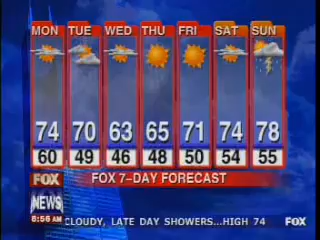 MON TUE WED THU FRI SAT SUN
74 70 63 65 71 74 78
60 49 46 48 50 54 55
FOX FOX 7-DAY FORECAST
NEWS
6:56 AM CLOUDY, LATE DAY SHOWERS...HIGH 74 FOX